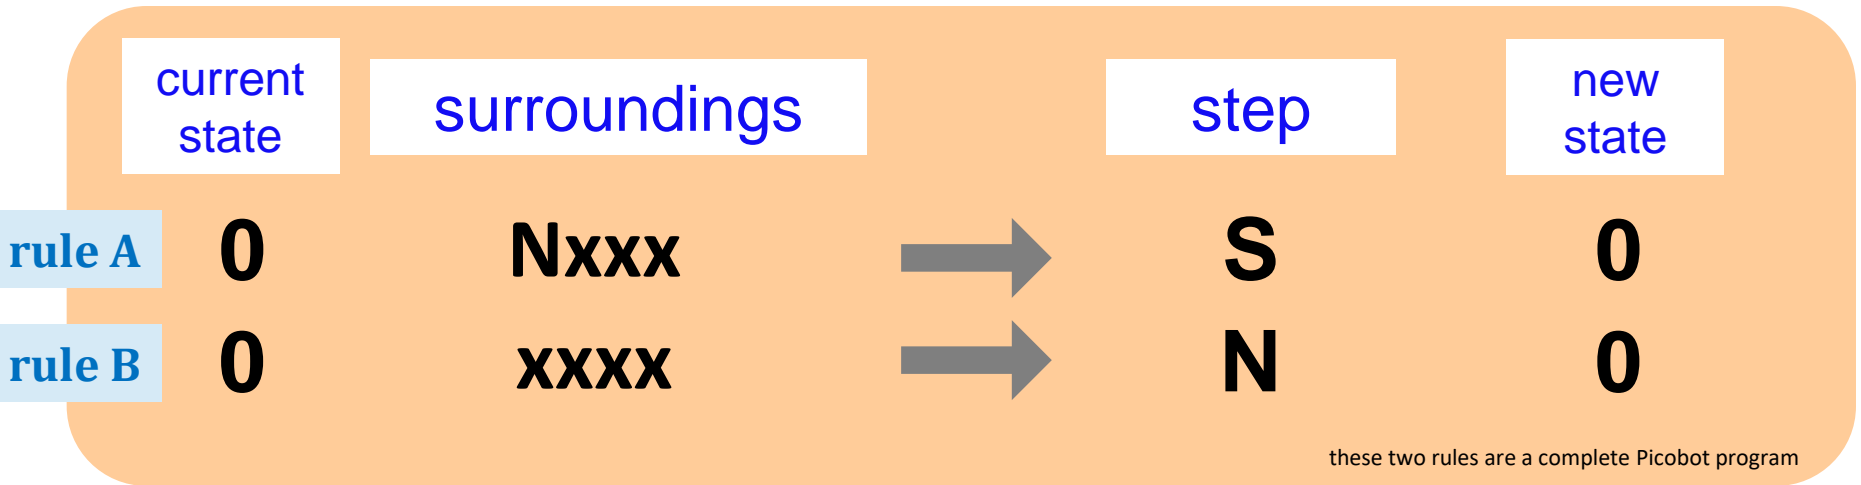 current state surroundings step new state
rule A 0 Nxxx S 0
rule B 0 xxxx N 0
these two rules are a complete Picobot program